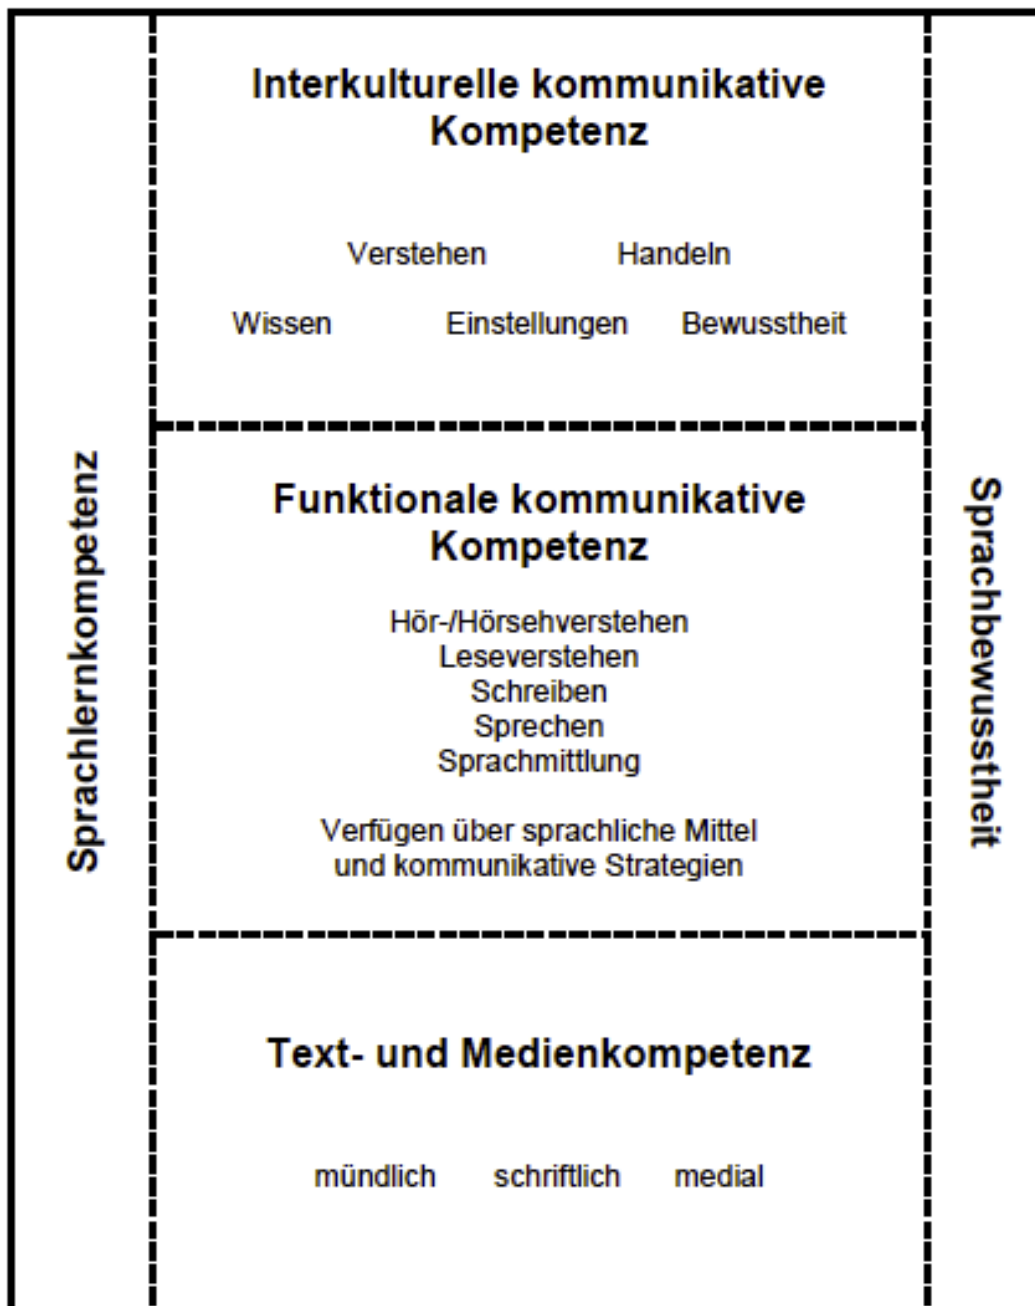 Interkulturelle kommunikative
Kompetenz
Verstehen Handeln
Wissen Einstellungen Bewusstheit
Sprachlernkompetenz
Funktionale kommunikative
Kompetenz
Hör-/Hörsehverstehen
Leseverstehen
Schreiben
Sprechen
Sprachmittlung
Verfügen über sprachliche Mittel
und kommunikative Strategien
Sprachbewusstheit
Text- und Medienkompetenz
mündlich schriftlich medial